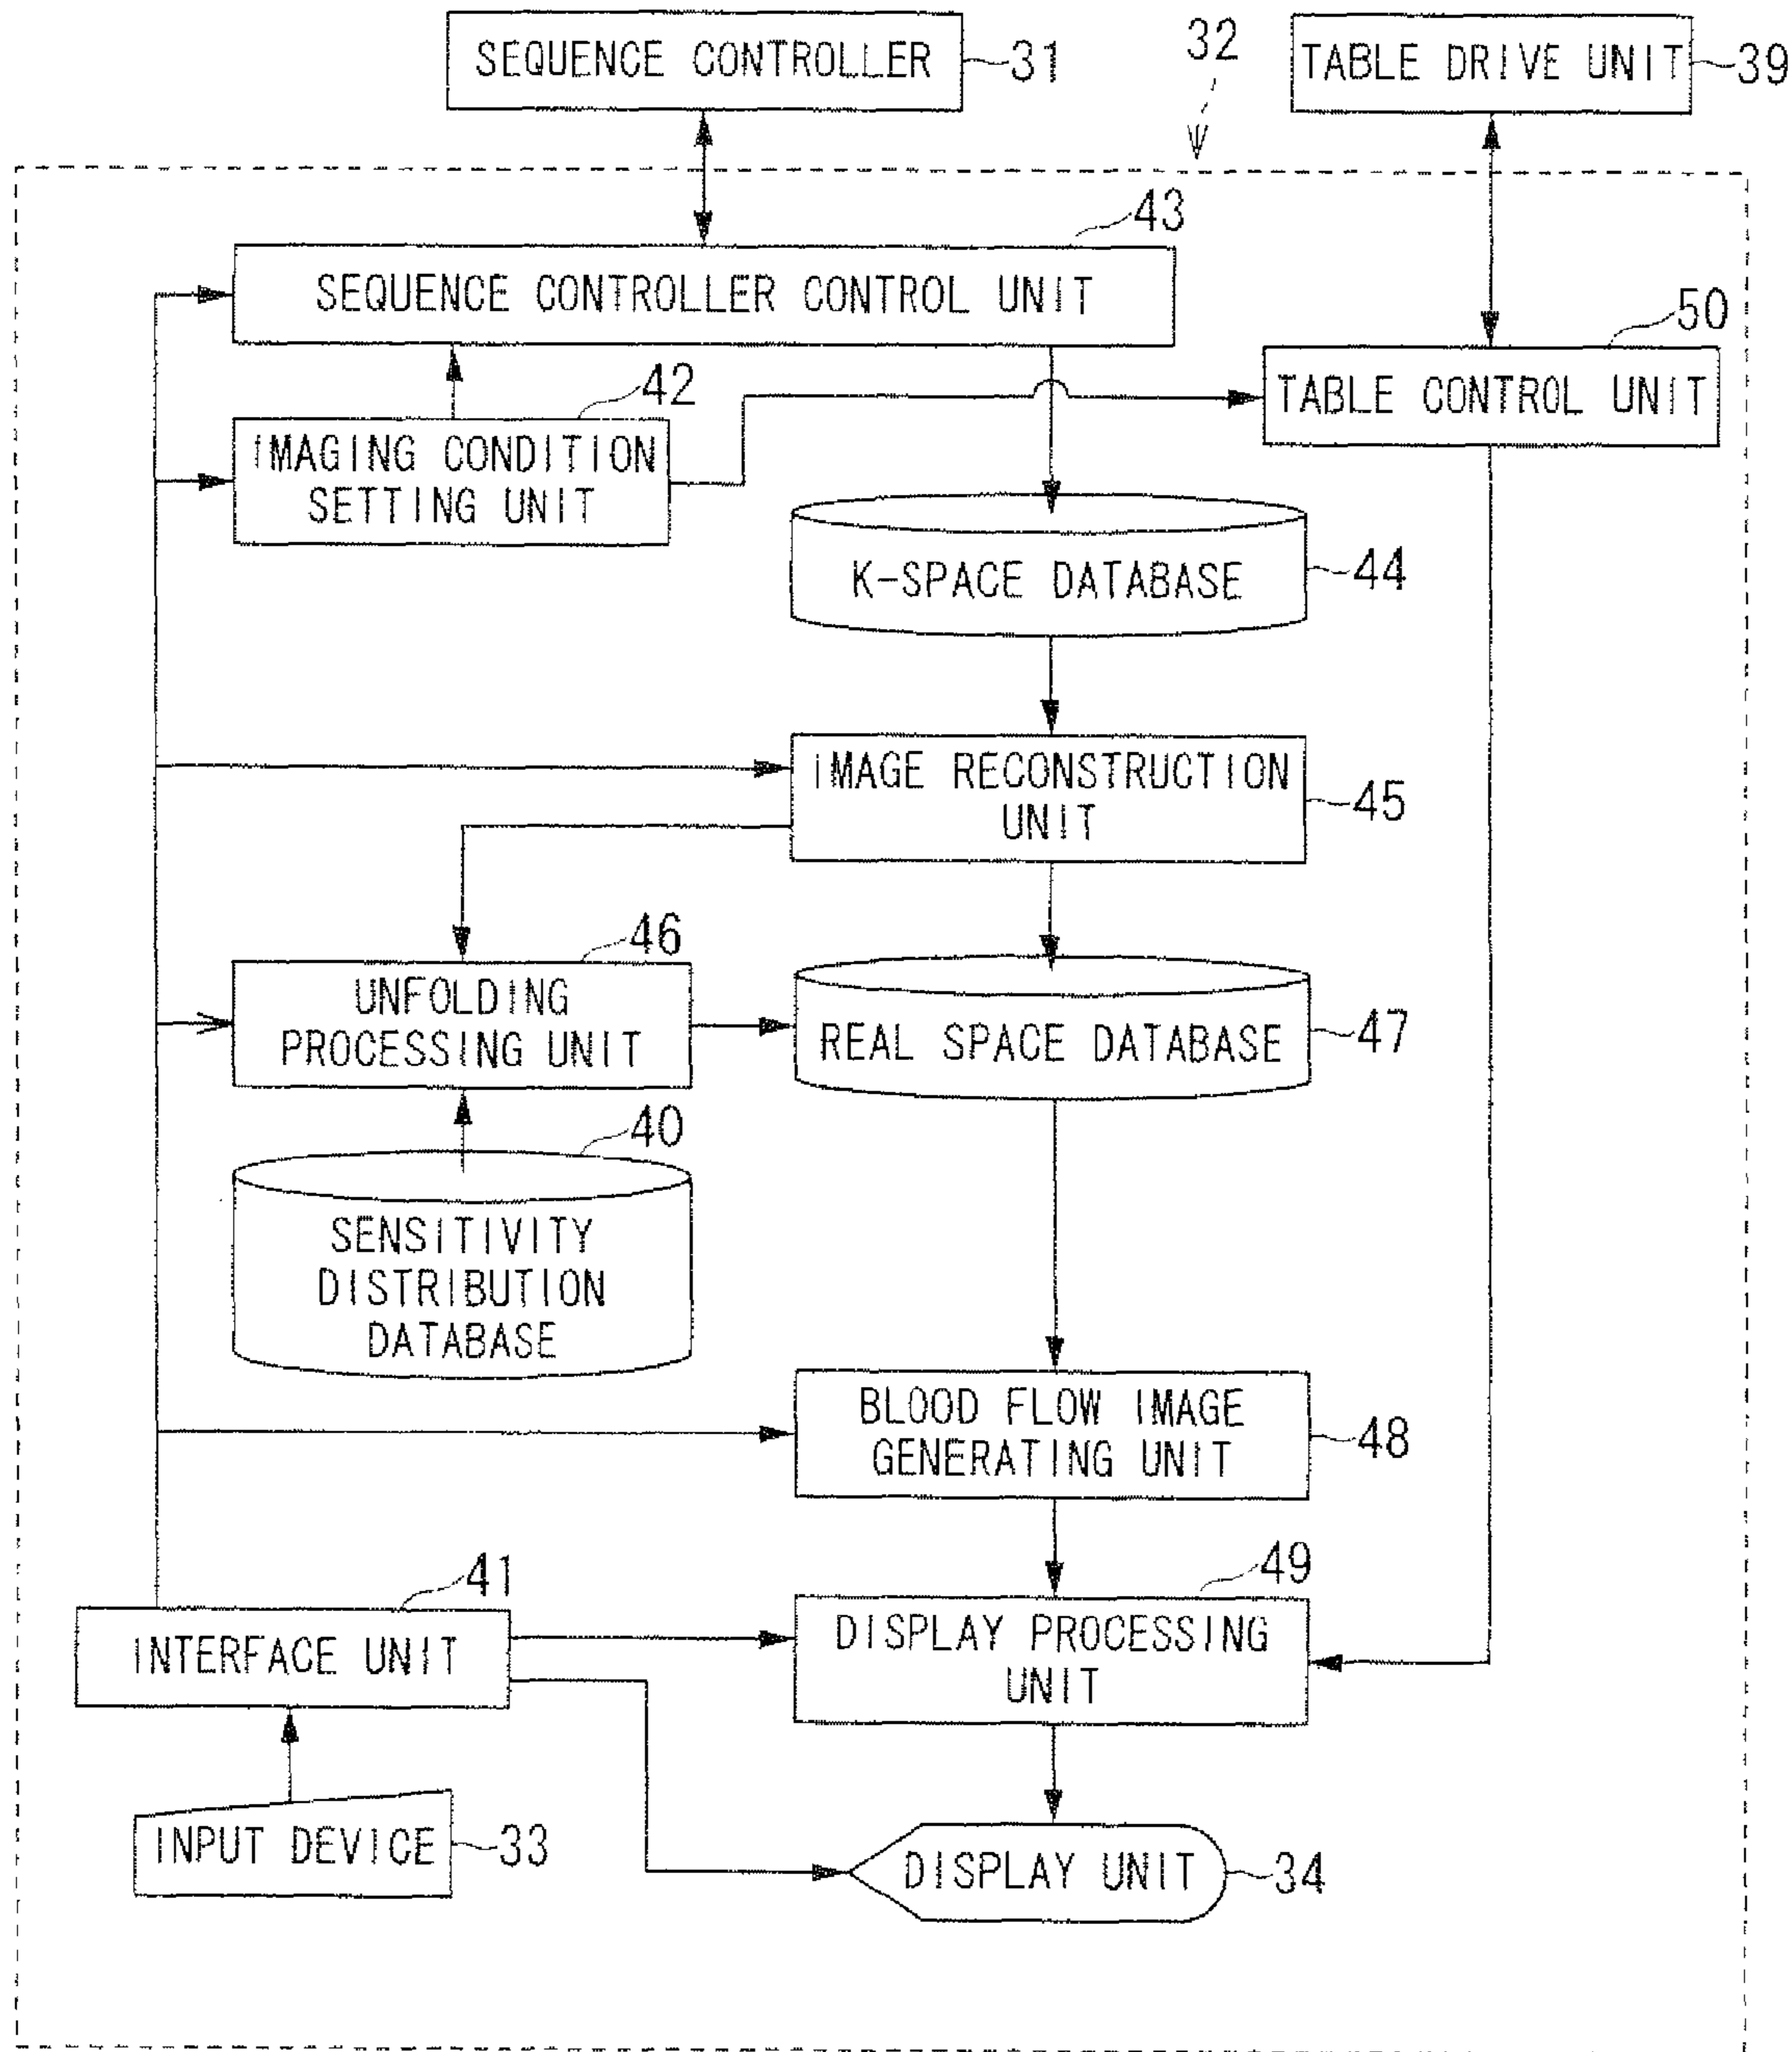 SEQUENCE CONTROLLER
31
32
TABLE DRIVE UNIT
39
43
SEQUENCE CONTROLLER CONTROL UNIT
50
TABLE CONTROL UNIT
42
IMAGING CONDITION
SETTING UNIT
K-SPACE DATABASE
44
IMAGE RECONSTRUCTION
UNIT
45
46
UNFOLDING
PROCESSING UNIT
REAL SPACE DATABASE
47
40
SENSITIVITY
DISTRIBUTION
DATABASE
BLOOD FLOW IMAGE
GENERATING UNIT
48
41
INTERFACE UNIT
49
DISPLAY PROCESSING
UNIT
INPUT DEVICE
33
DISPLAY UNIT
34